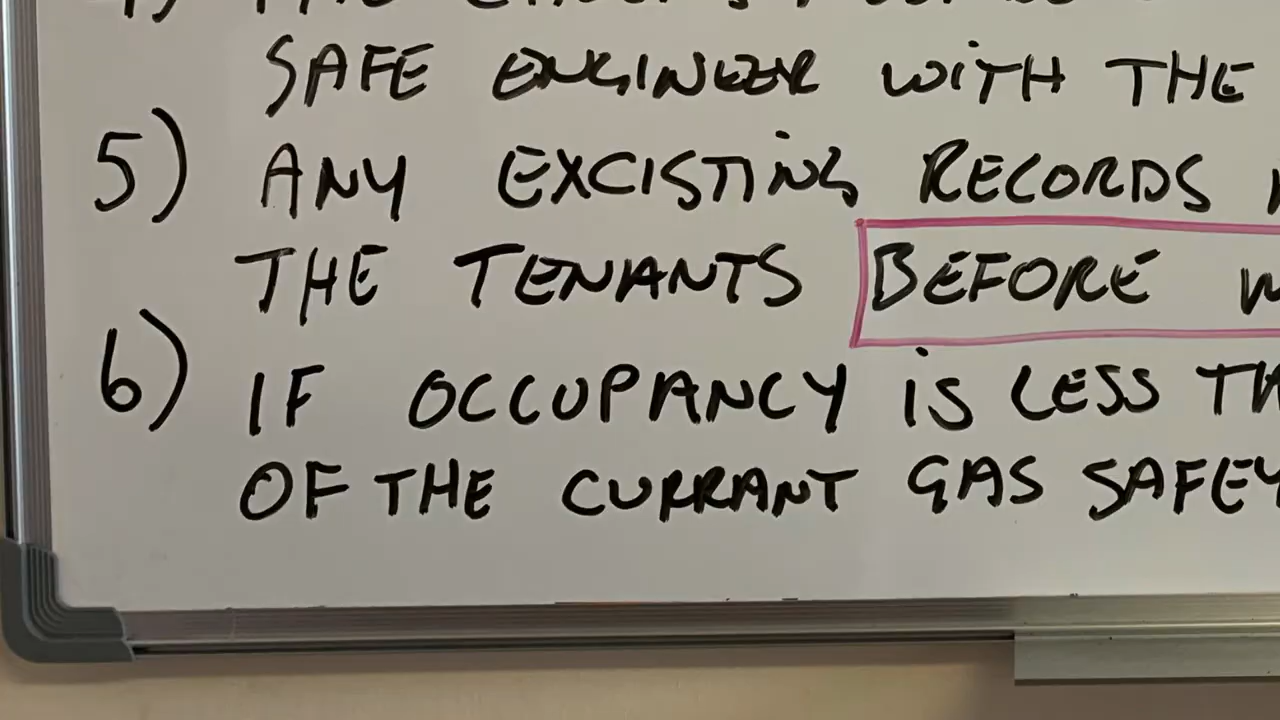 SAFE ENGINEER WITH THE
5) ANY EXCISTING RECORDS
THE TENANTS BEFORE
6) IF OCCUPANCY IS LESS
OF THE CURRANT GAS SAFEY